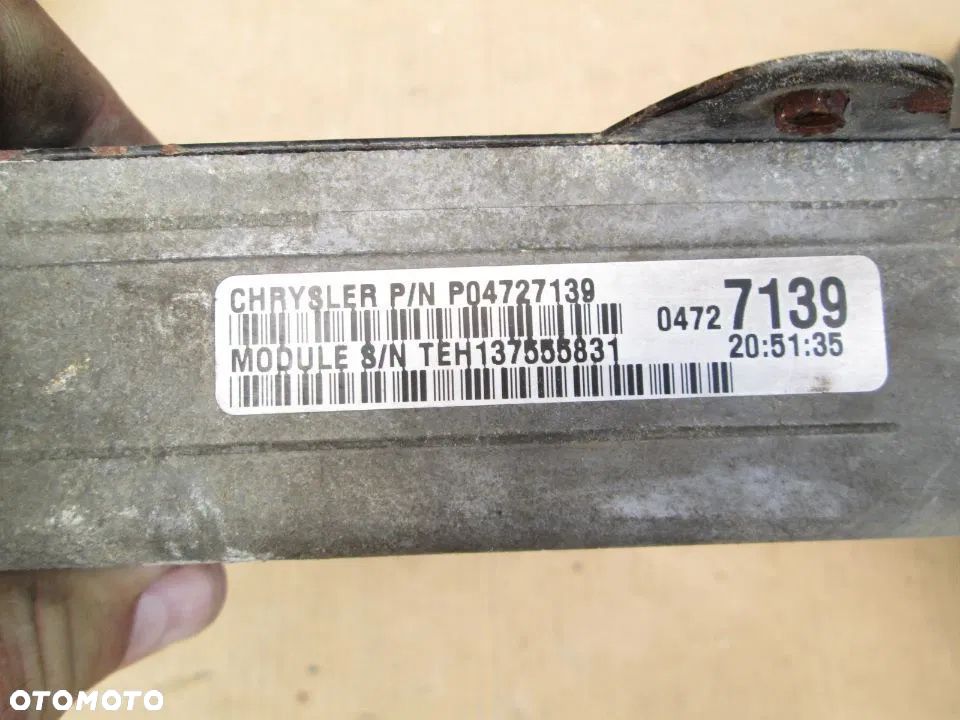 CHRYSLER P/N P04727139
MODULE S/N TEH137555831
0472 7139
20:51:35
OTOMOTO